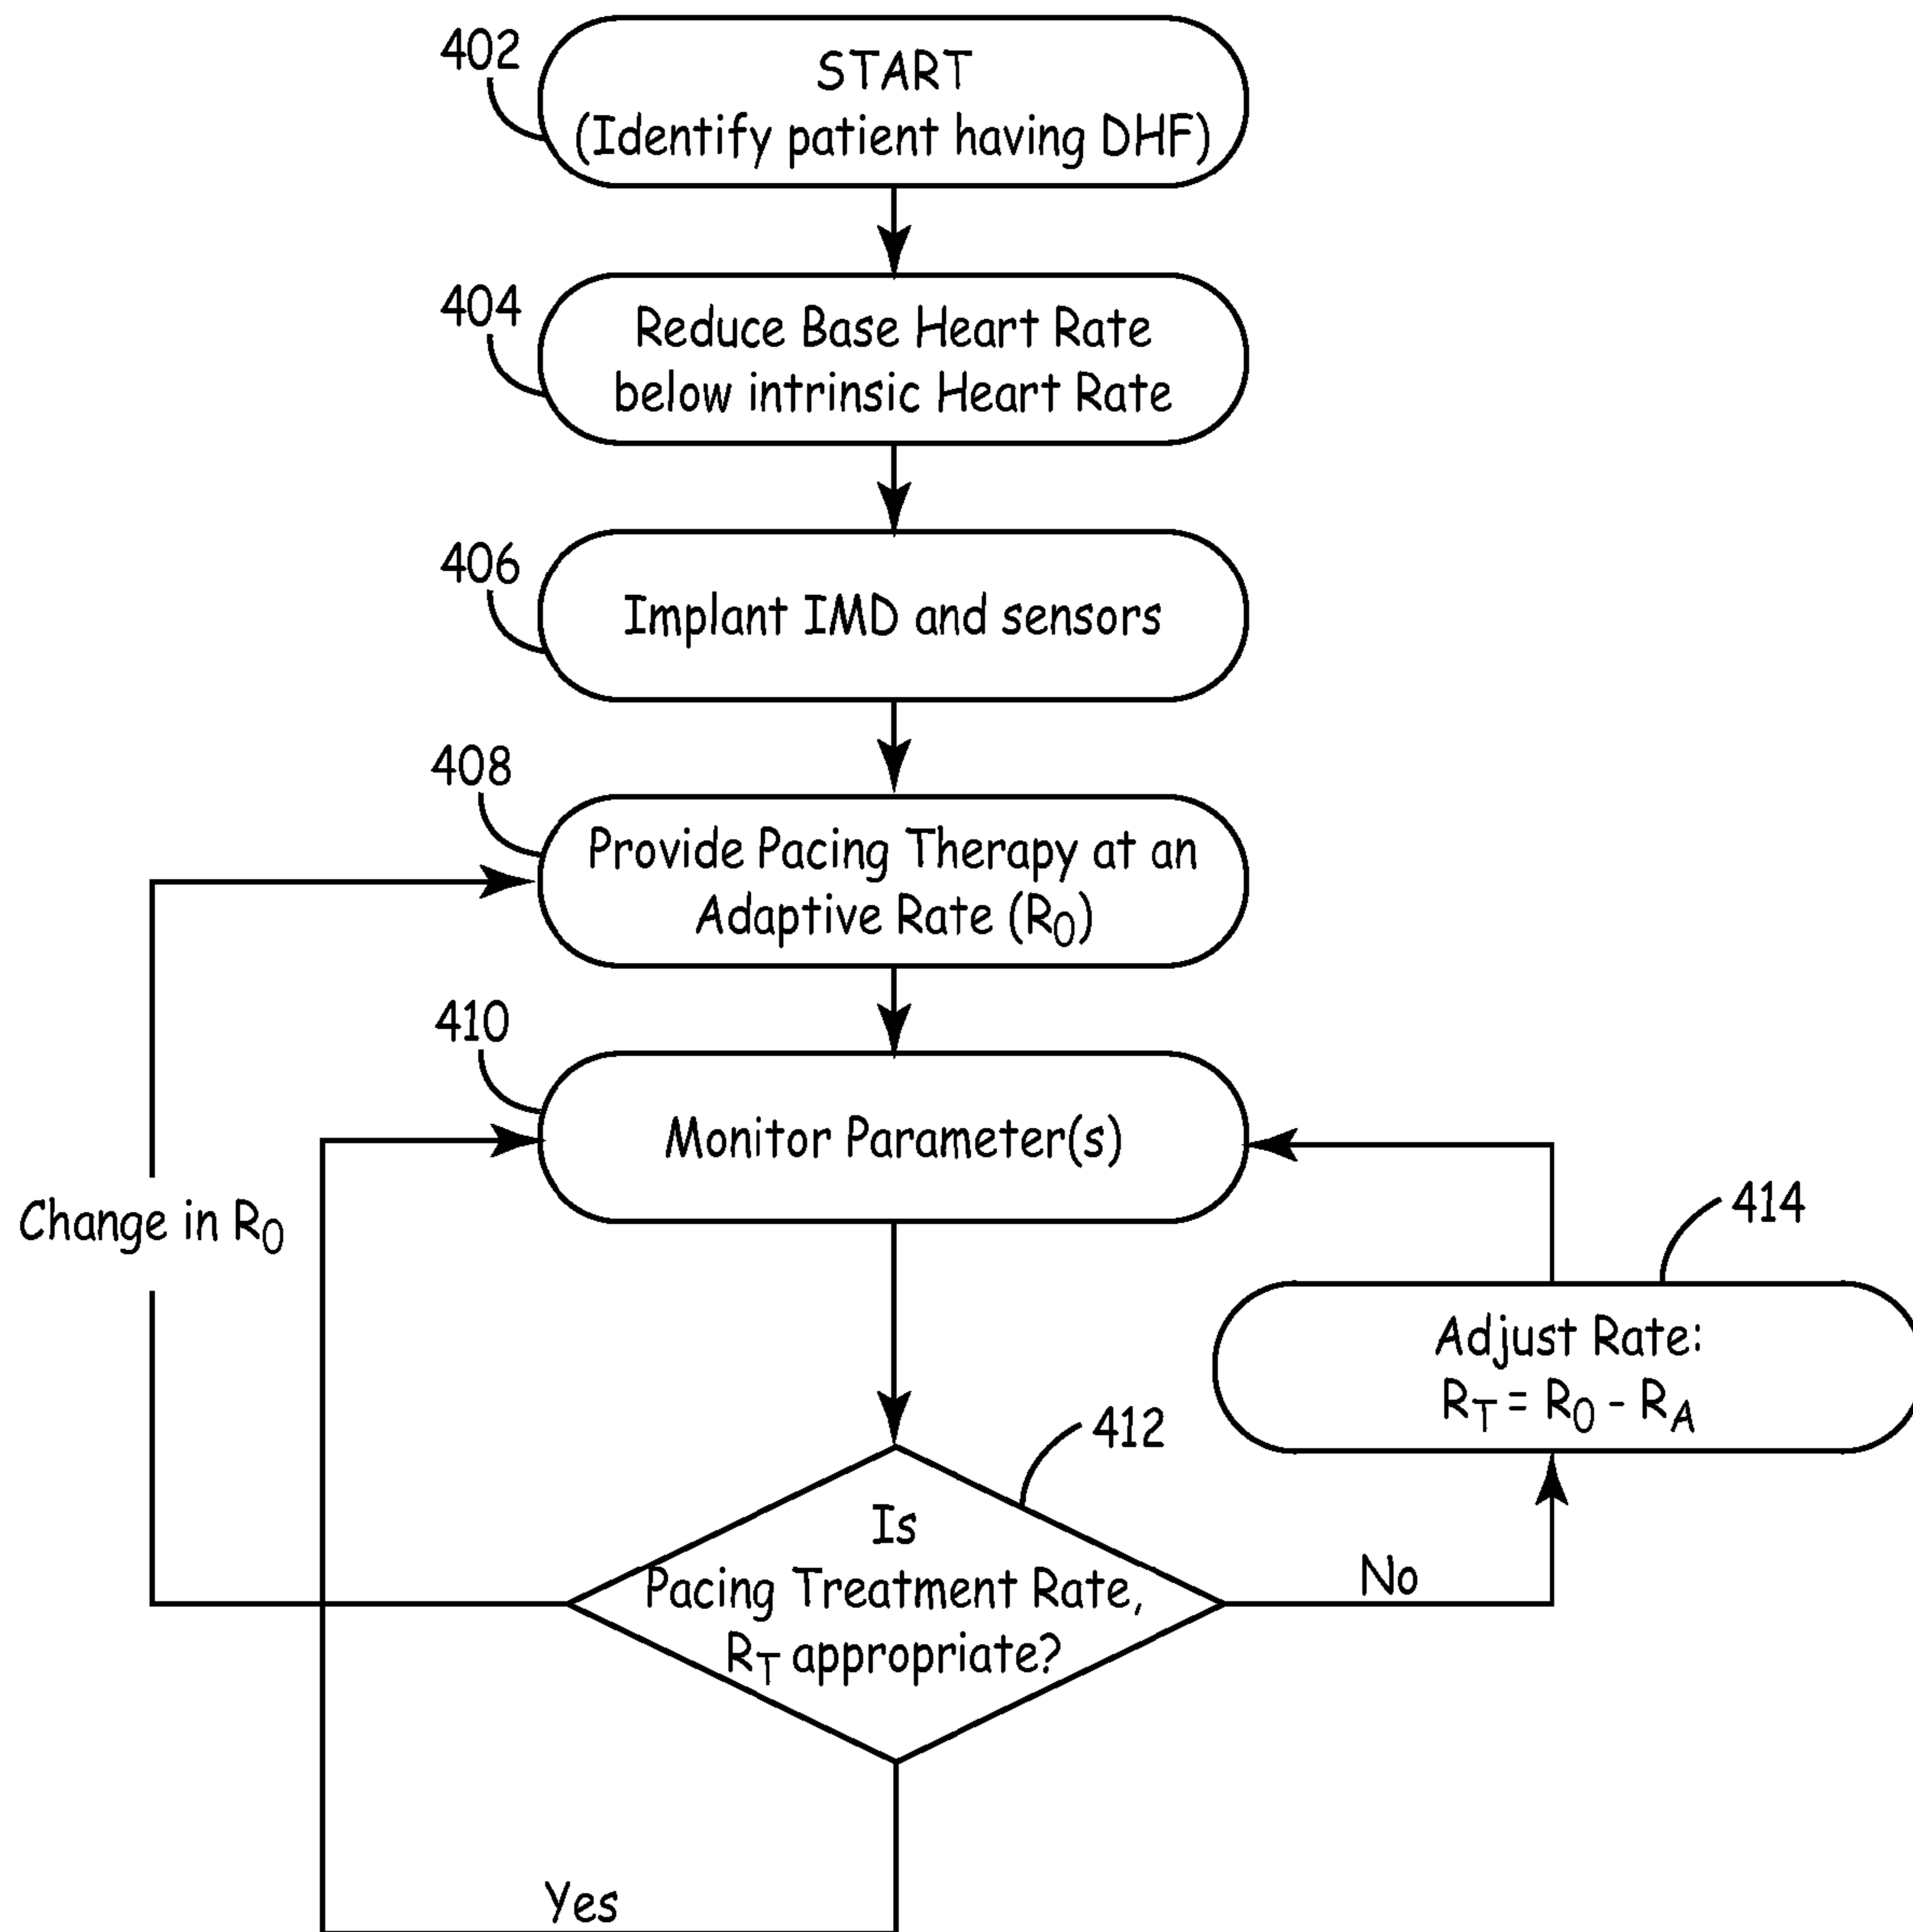 402
START
(Identify patient having DHF)
404
Reduce Base Heart Rate
below intrinsic Heart Rate
406
Implant IMD and sensors
408
Provide Pacing Therapy at an
Adaptive Rate (R0)
410
Monitor Parameter(s)
Change in R0
414
Adjust Rate:
RT = R0 - RA
412
Is
Pacing Treatment Rate,
RT appropriate?
No
Yes